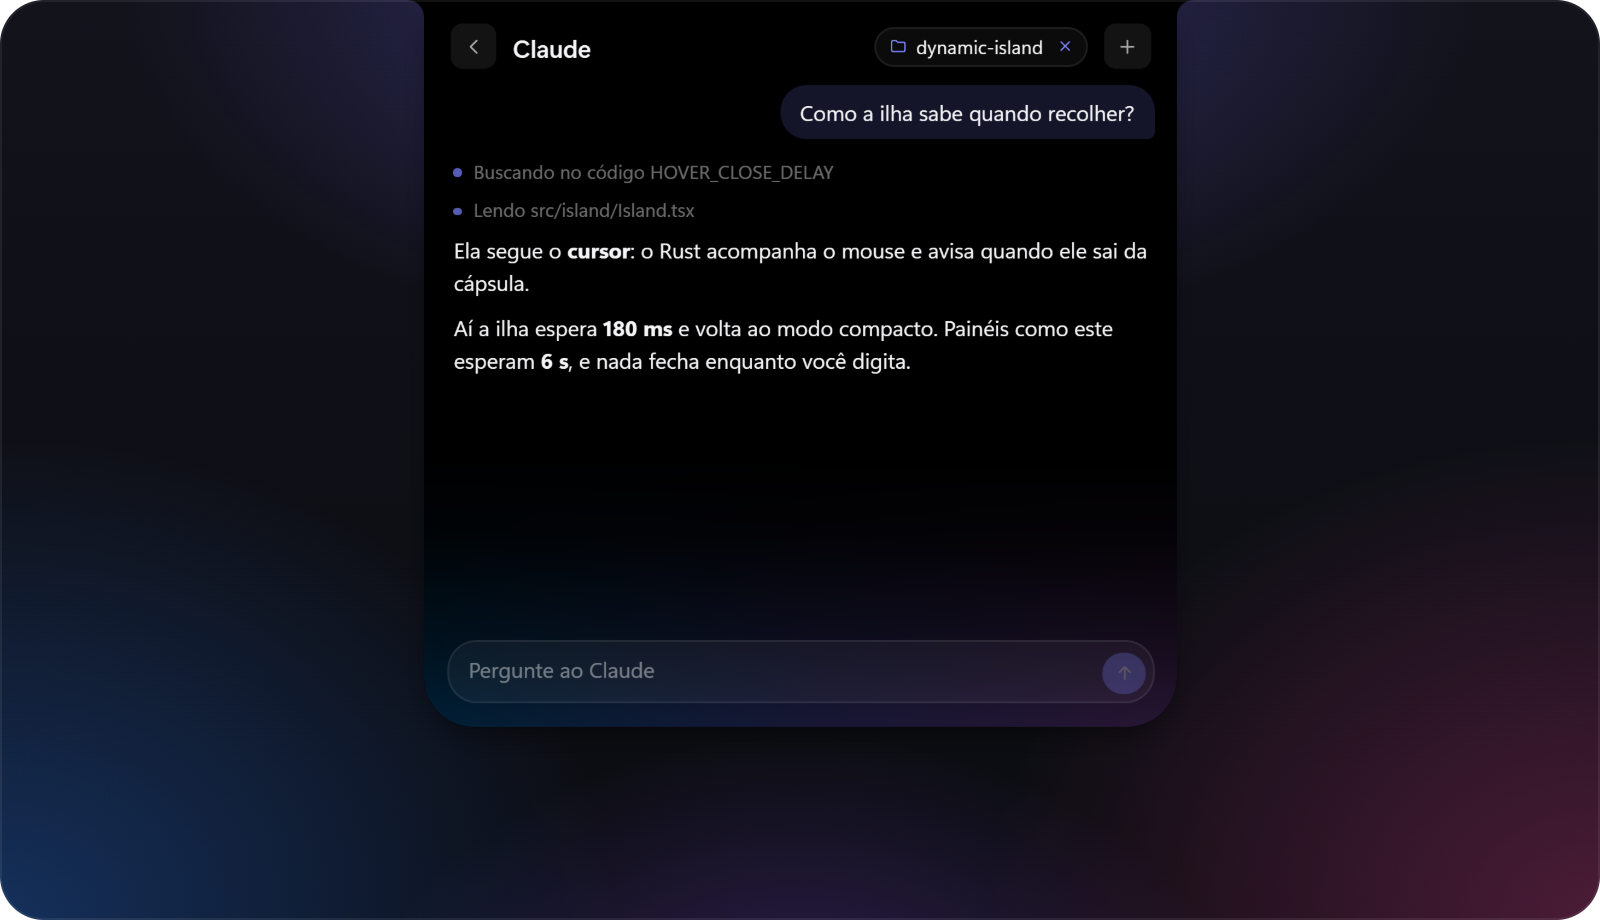 Claude
dynamic-island
Como a ilha sabe quando recolher?
Buscando no código HOVER_CLOSE_DELAY
Lendo src/island/Island.tsx
Ela segue o cursor: o Rust acompanha o mouse e avisa quando ele sai da
cápsula.
Aí a ilha espera 180 ms e volta ao modo compacto. Painéis como este
esperam 6 s, e nada fecha enquanto você digita.
Pergunte ao Claude